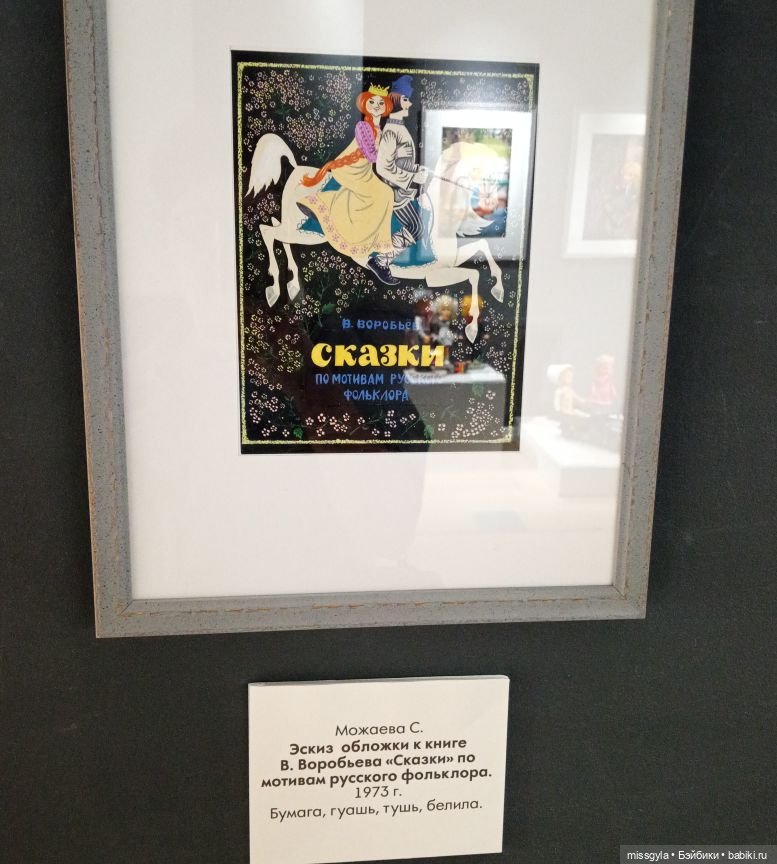 В. ВОРОБЬЕВ
СКАЗКИ
ПО МОТИВАМ РУССКОГО
ФОЛЬКЛОРА
Можаева С.
Эскиз обложки к книге
В. Воробьева «Сказки» по
мотивам русского фольклора.
1973 г.
Бумага, гуашь, тушь, белила.
missgyla • Бэйбики • babiki.ru